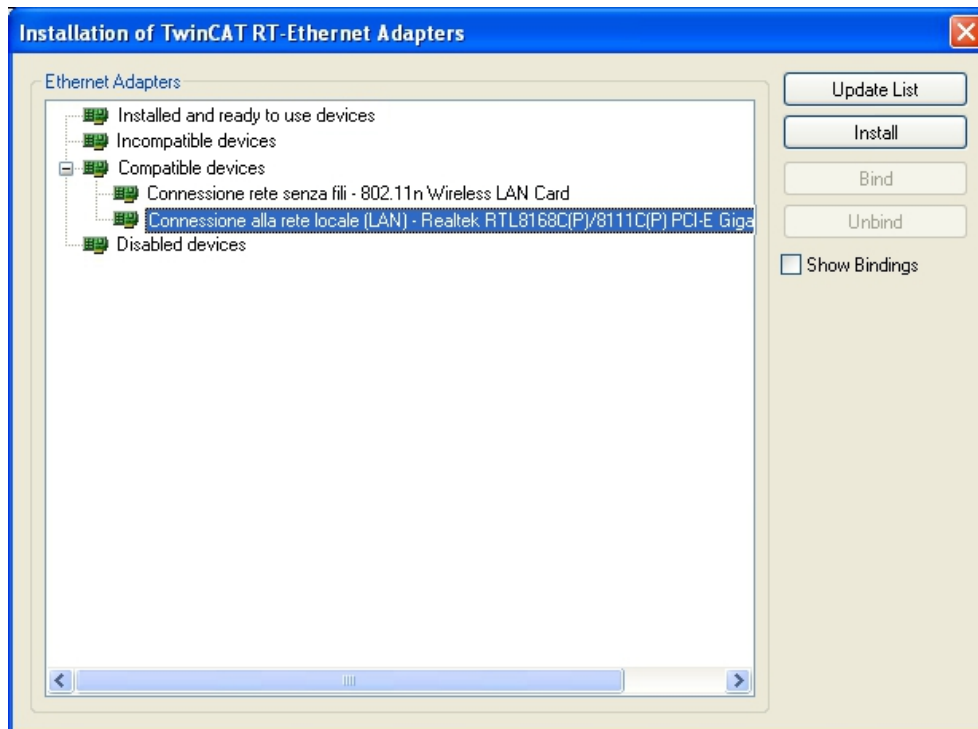 Installation of TwinCAT RT-Ethernet Adapters
Ethernet Adapters
Installed and ready to use devices
Incompatible devices
Compatible devices
Connessione rete senza fili - 802.11n Wireless LAN Card
Connessione alla rete locale (LAN) - Realtek RTL8168C(P)/8111C(P) PCI-E Giga
Disabled devices
Update List
Install
Bind
Unbind
Show Bindings